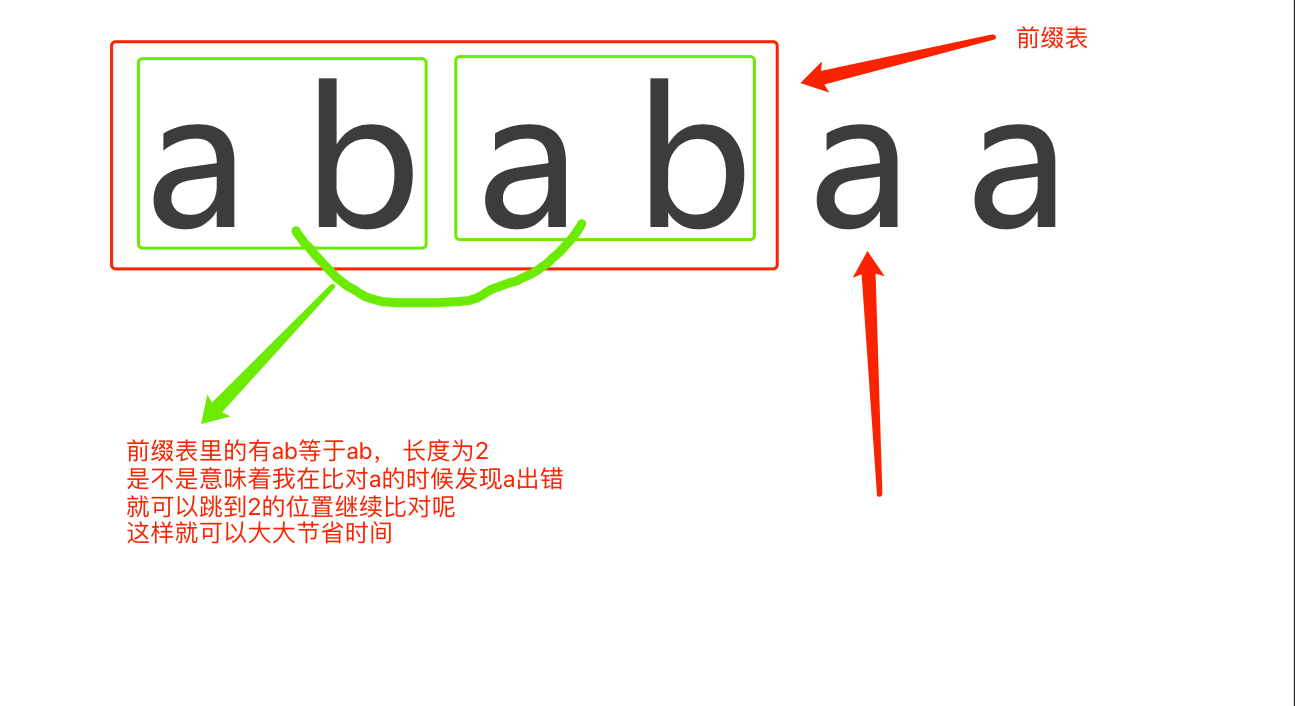 前缀表
a b a b a a
前缀表里的有ab等于ab， 长度为2
是不是意味着我在比对a的时候发现a出错
就可以跳到2的位置继续比对呢
这样就可以大大节省时间